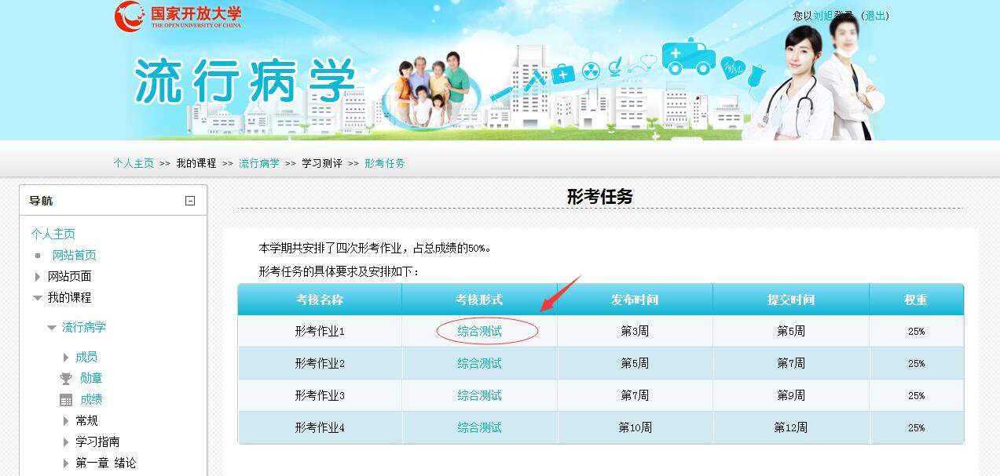 国家开放大学
THE OPEN UNIVERSITY OF CHINA
您以刘旭登录 (退出)
流行病学
个人主页 >> 我的课程 >> 流行病学 >> 学习测评 >> 形考任务
导航
个人主页
网站首页
网站页面
我的课程
流行病学
成员
勋章
成绩
常规
学习指南
第一章 绪论
形考任务
本学期共安排了四次形考作业，占总成绩的50%。
形考任务的具体要求及安排如下：
考核名称 考核形式 发布时间 提交时间 权重
形考作业1 综合测试 第3周 第5周 25%
形考作业2 综合测试 第5周 第7周 25%
形考作业3 综合测试 第7周 第9周 25%
形考作业4 综合测试 第10周 第12周 25%